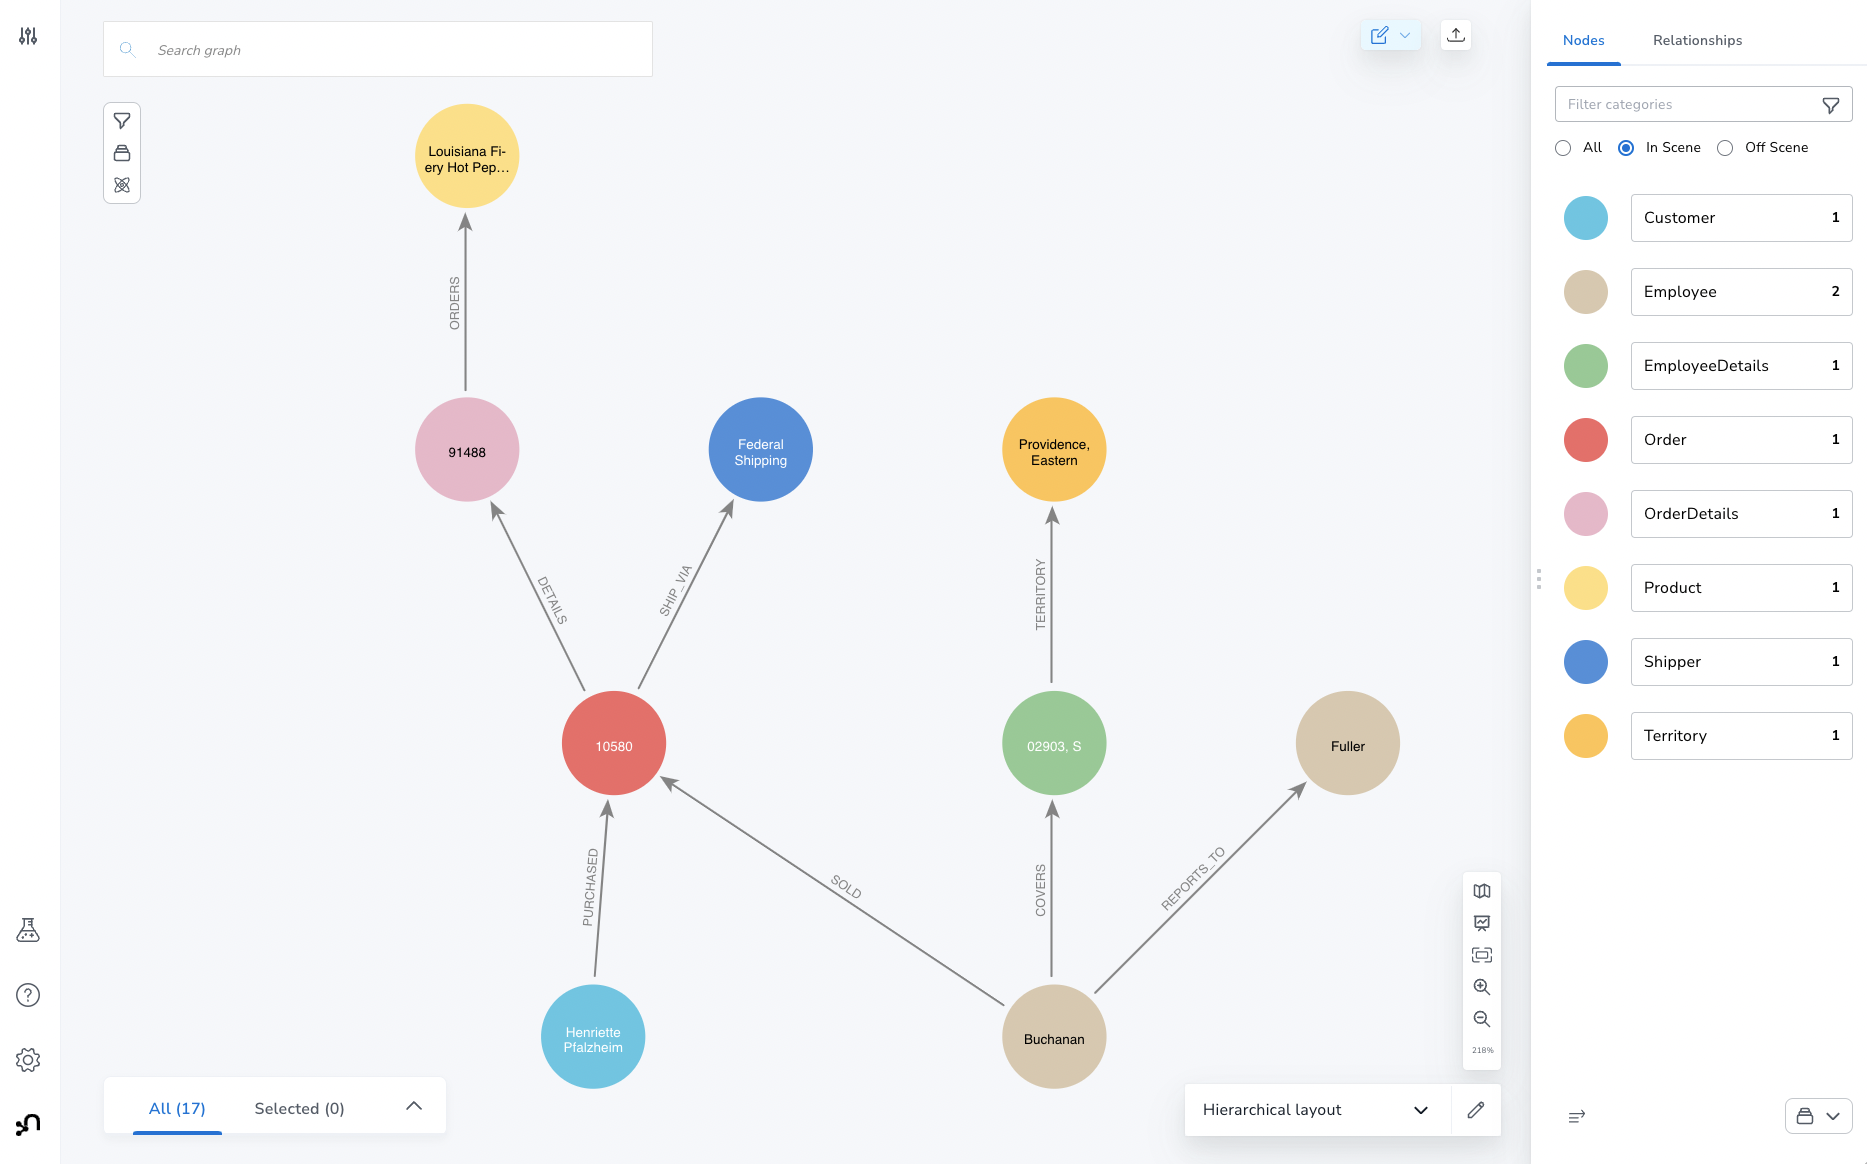 Search graph
Louisiana Fi-
ery Hot Pep...
ORDERS
91488
Federal
Shipping
Providence,
Eastern
DETAILS
SHIP_VIA
TERRITORY
10580
02903, S
Fuller
PURCHASED
SOLD
COVERS
REPORTS_TO
Henriette
Pfalzheim
Buchanan
All (17)
Selected (0)
218%
Hierarchical layout
Nodes
Relationships
Filter categories
All
In Scene
Off Scene
Customer 1
Employee 2
EmployeeDetails 1
Order 1
OrderDetails 1
Product 1
Shipper 1
Territory 1